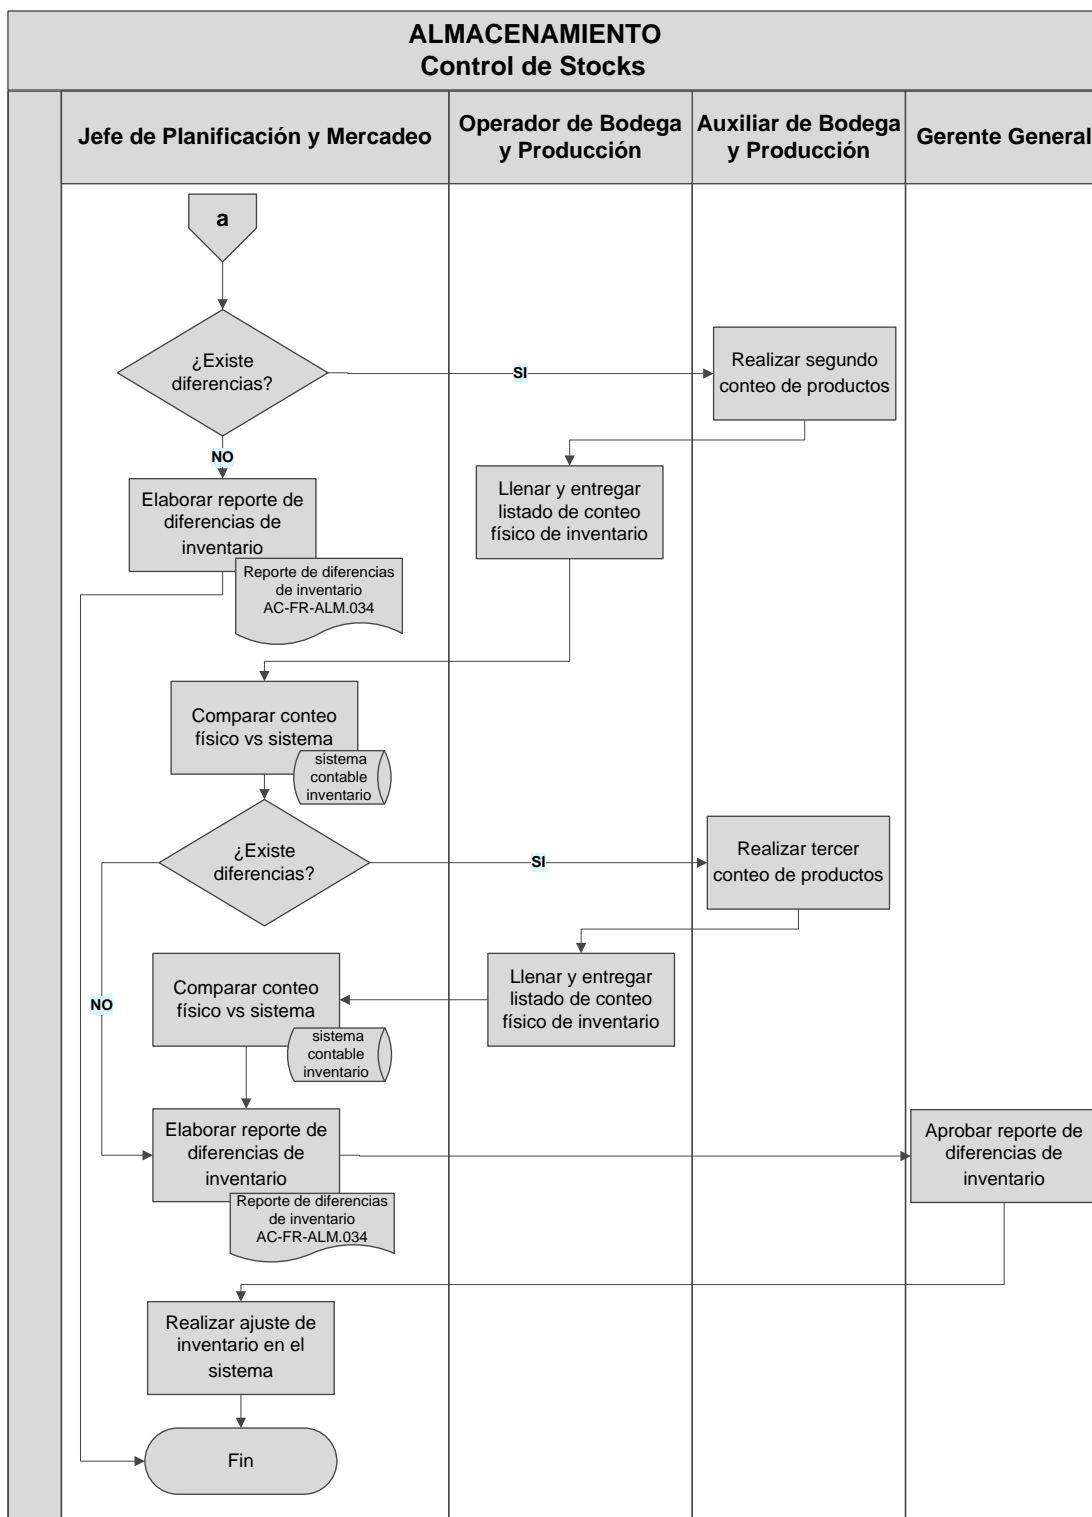 ALMACENAMIENTO
Control de Stocks
Jefe de Planificación y Mercadeo
Operador de Bodega
y Producción
Auxiliar de Bodega
y Producción
Gerente General
a
¿Existe
diferencias?
SI
Realizar segundo
conteo de productos
NO
Elaborar reporte de
diferencias de
inventario
Reporte de diferencias
de inventario
AC-FR-ALM.034
Llenar y entregar
listado de conteo
físico de inventario
Comparar conteo
físico vs sistema
sistema
contable
inventario
¿Existe
diferencias?
SI
Realizar tercer
conteo de productos
NO
Comparar conteo
físico vs sistema
sistema
contable
inventario
Llenar y entregar
listado de conteo
físico de inventario
Elaborar reporte de
diferencias de
inventario
Reporte de diferencias
de inventario
AC-FR-ALM.034
Aprobar reporte de
diferencias de
inventario
Realizar ajuste de
inventario en el
sistema
Fin